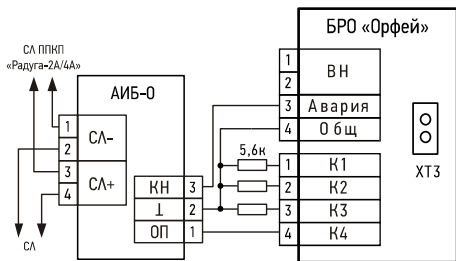 СЛ ППКП
«Радуга-2А/4А»
АИБ-О
1
2
3
4
СЛ-
СЛ+
СЛ
КН 3
⊥ 2
ОП 1
5,6к
БРО «Орфей»
1
2
ВН
3 Авария
4 Общ
1 К1
2 К2
3 К3
4 К4
ХТ3